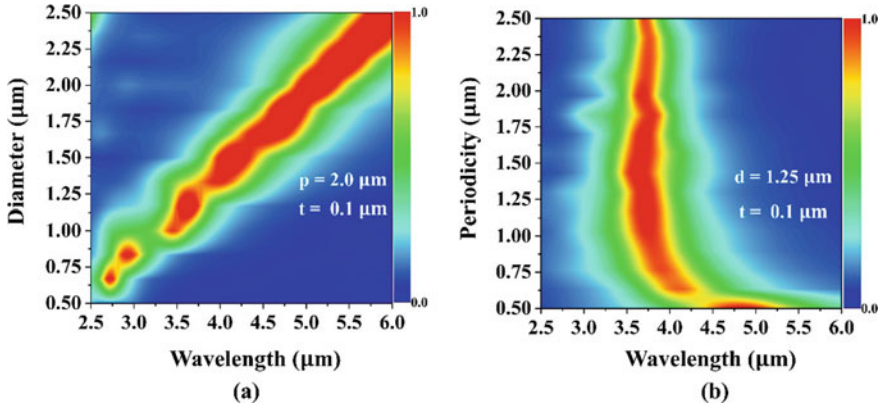 2.50
2.25
2.00
1.75
1.50
1.25
1.00
0.75
0.50
Diameter (µm)
2.5 3.0 3.5 4.0 4.5 5.0 5.5 6.0
Wavelength (µm)
p = 2.0 µm
t = 0.1 µm
1.0
0.0
(a)
2.50
2.25
2.00
1.75
1.50
1.25
1.00
0.75
0.50
Periodicity (µm)
2.5 3.0 3.5 4.0 4.5 5.0 5.5 6.0
Wavelength (µm)
d = 1.25 µm
t = 0.1 µm
1.0
0.0
(b)